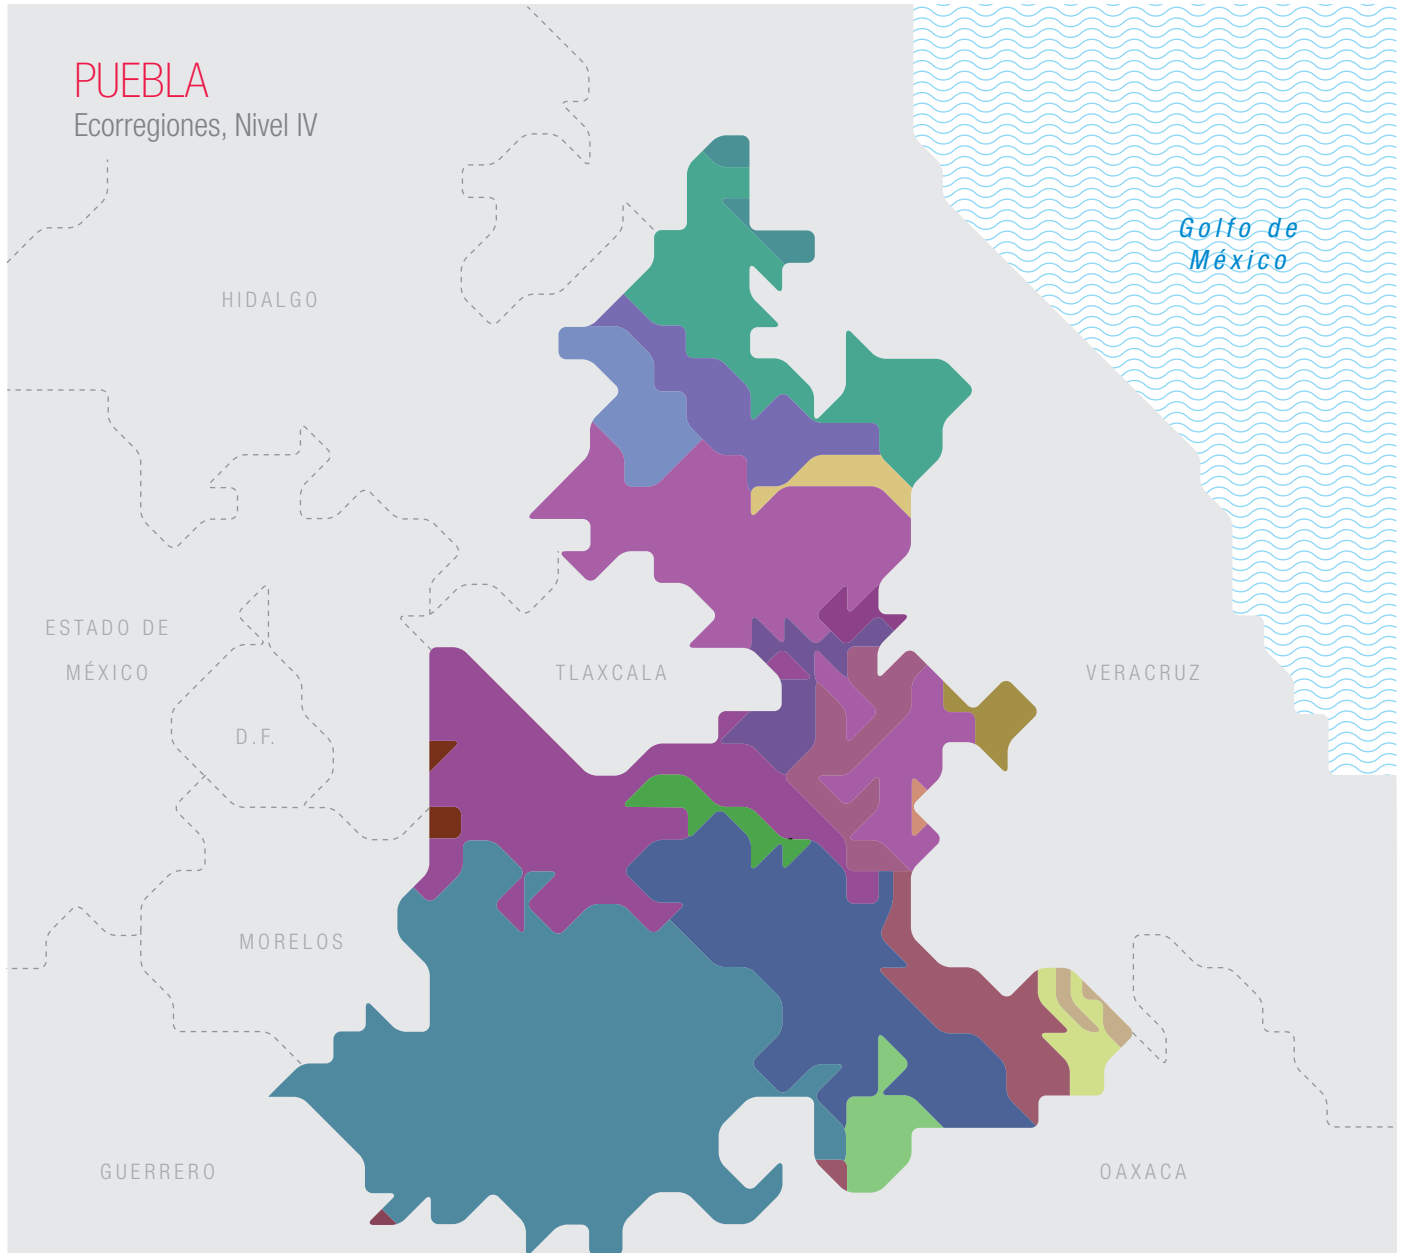 PUEBLA
Ecorregiones, Nivel IV
Golfo de
México
HIDALGO
ESTADO DE
MÉXICO
TLAXCALA
VERACRUZ
D.F.
MORELOS
GUERRERO
OAXACA